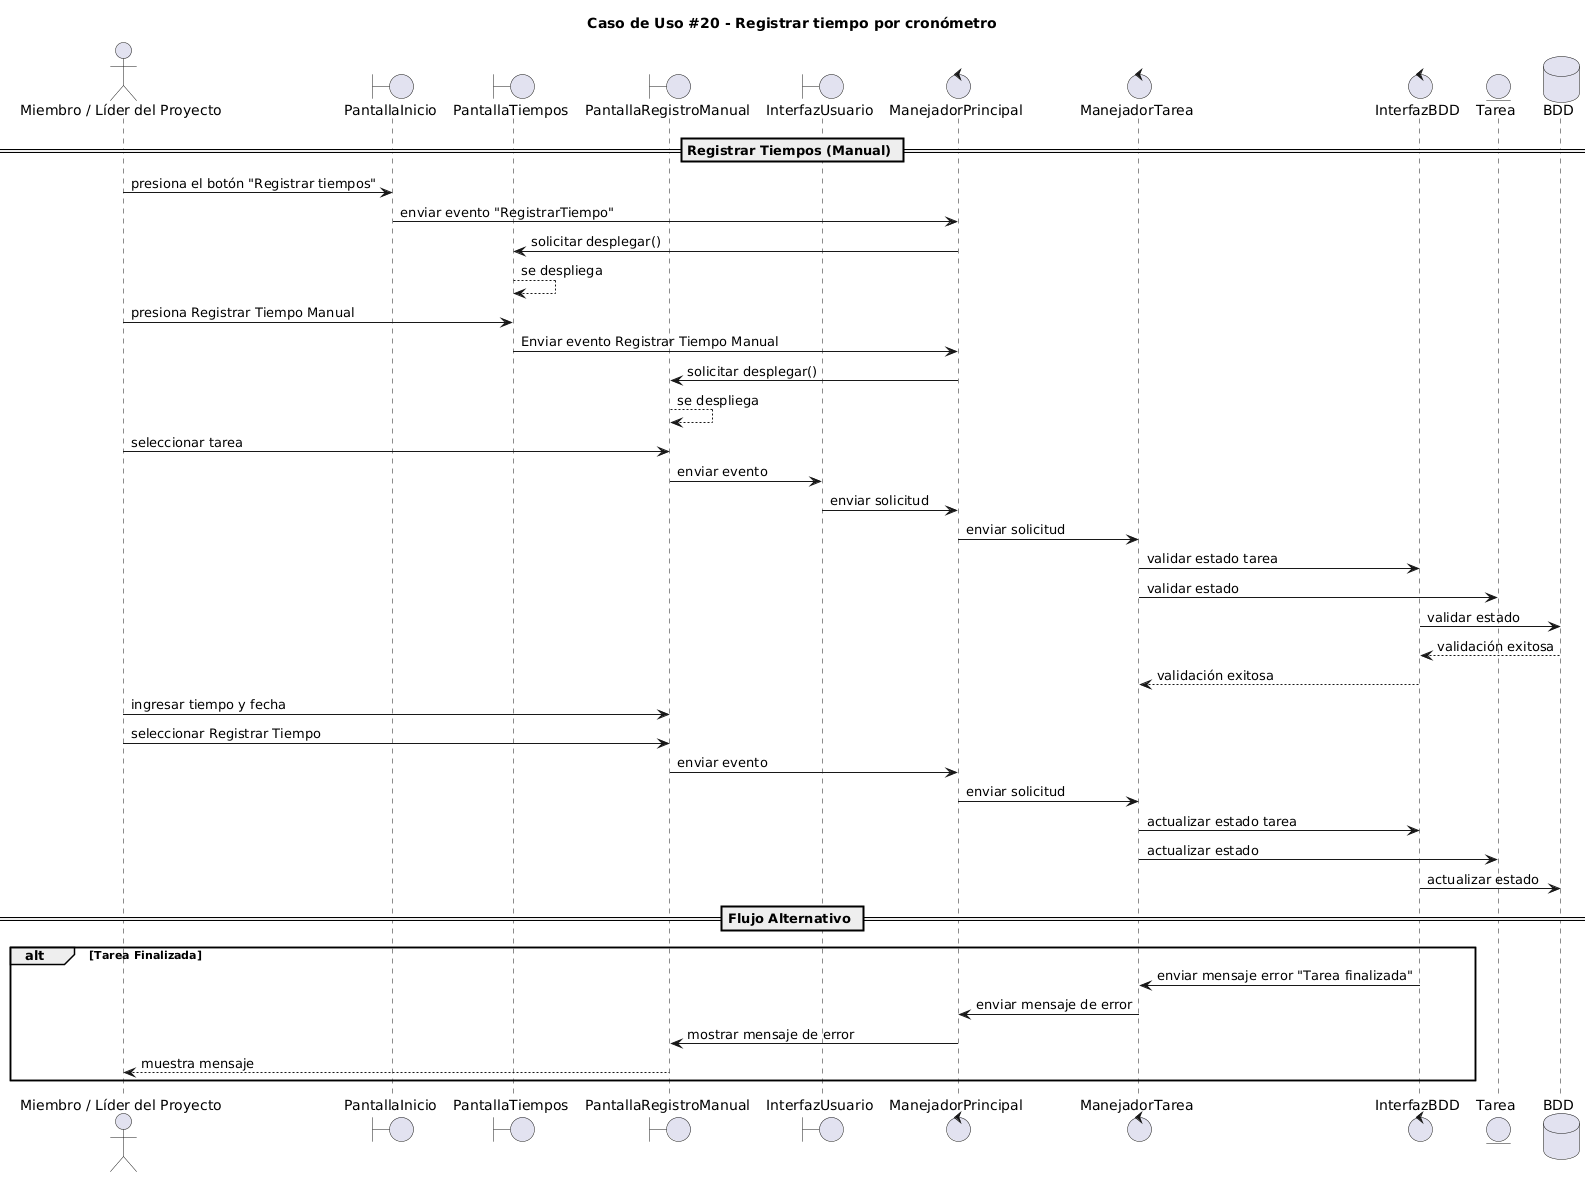 Caso de Uso #20 - Registrar tiempo por cronómetro
Miembro / Líder del Proyecto
PantallaInicio
PantallaTiempos
PantallaRegistroManual
InterfazUsuario
ManejadorPrincipal
ManejadorTarea
InterfazBDD
Tarea
BDD
Registrar Tiempos (Manual)
presiona el botón "Registrar tiempos"
enviar evento "RegistrarTiempo"
solicitar desplegar()
se despliega
presiona Registrar Tiempo Manual
Enviar evento Registrar Tiempo Manual
solicitar desplegar()
se despliega
seleccionar tarea
enviar evento
enviar solicitud
enviar solicitud
validar estado tarea
validar estado
validar estado
validación exitosa
validación exitosa
ingresar tiempo y fecha
seleccionar Registrar Tiempo
enviar evento
enviar solicitud
actualizar estado tarea
actualizar estado
actualizar estado
Flujo Alternativo
alt
[Tarea Finalizada]
enviar mensaje error "Tarea finalizada"
enviar mensaje de error
mostrar mensaje de error
muestra mensaje
Miembro / Líder del Proyecto
PantallaInicio
PantallaTiempos
PantallaRegistroManual
InterfazUsuario
ManejadorPrincipal
ManejadorTarea
InterfazBDD
Tarea
BDD